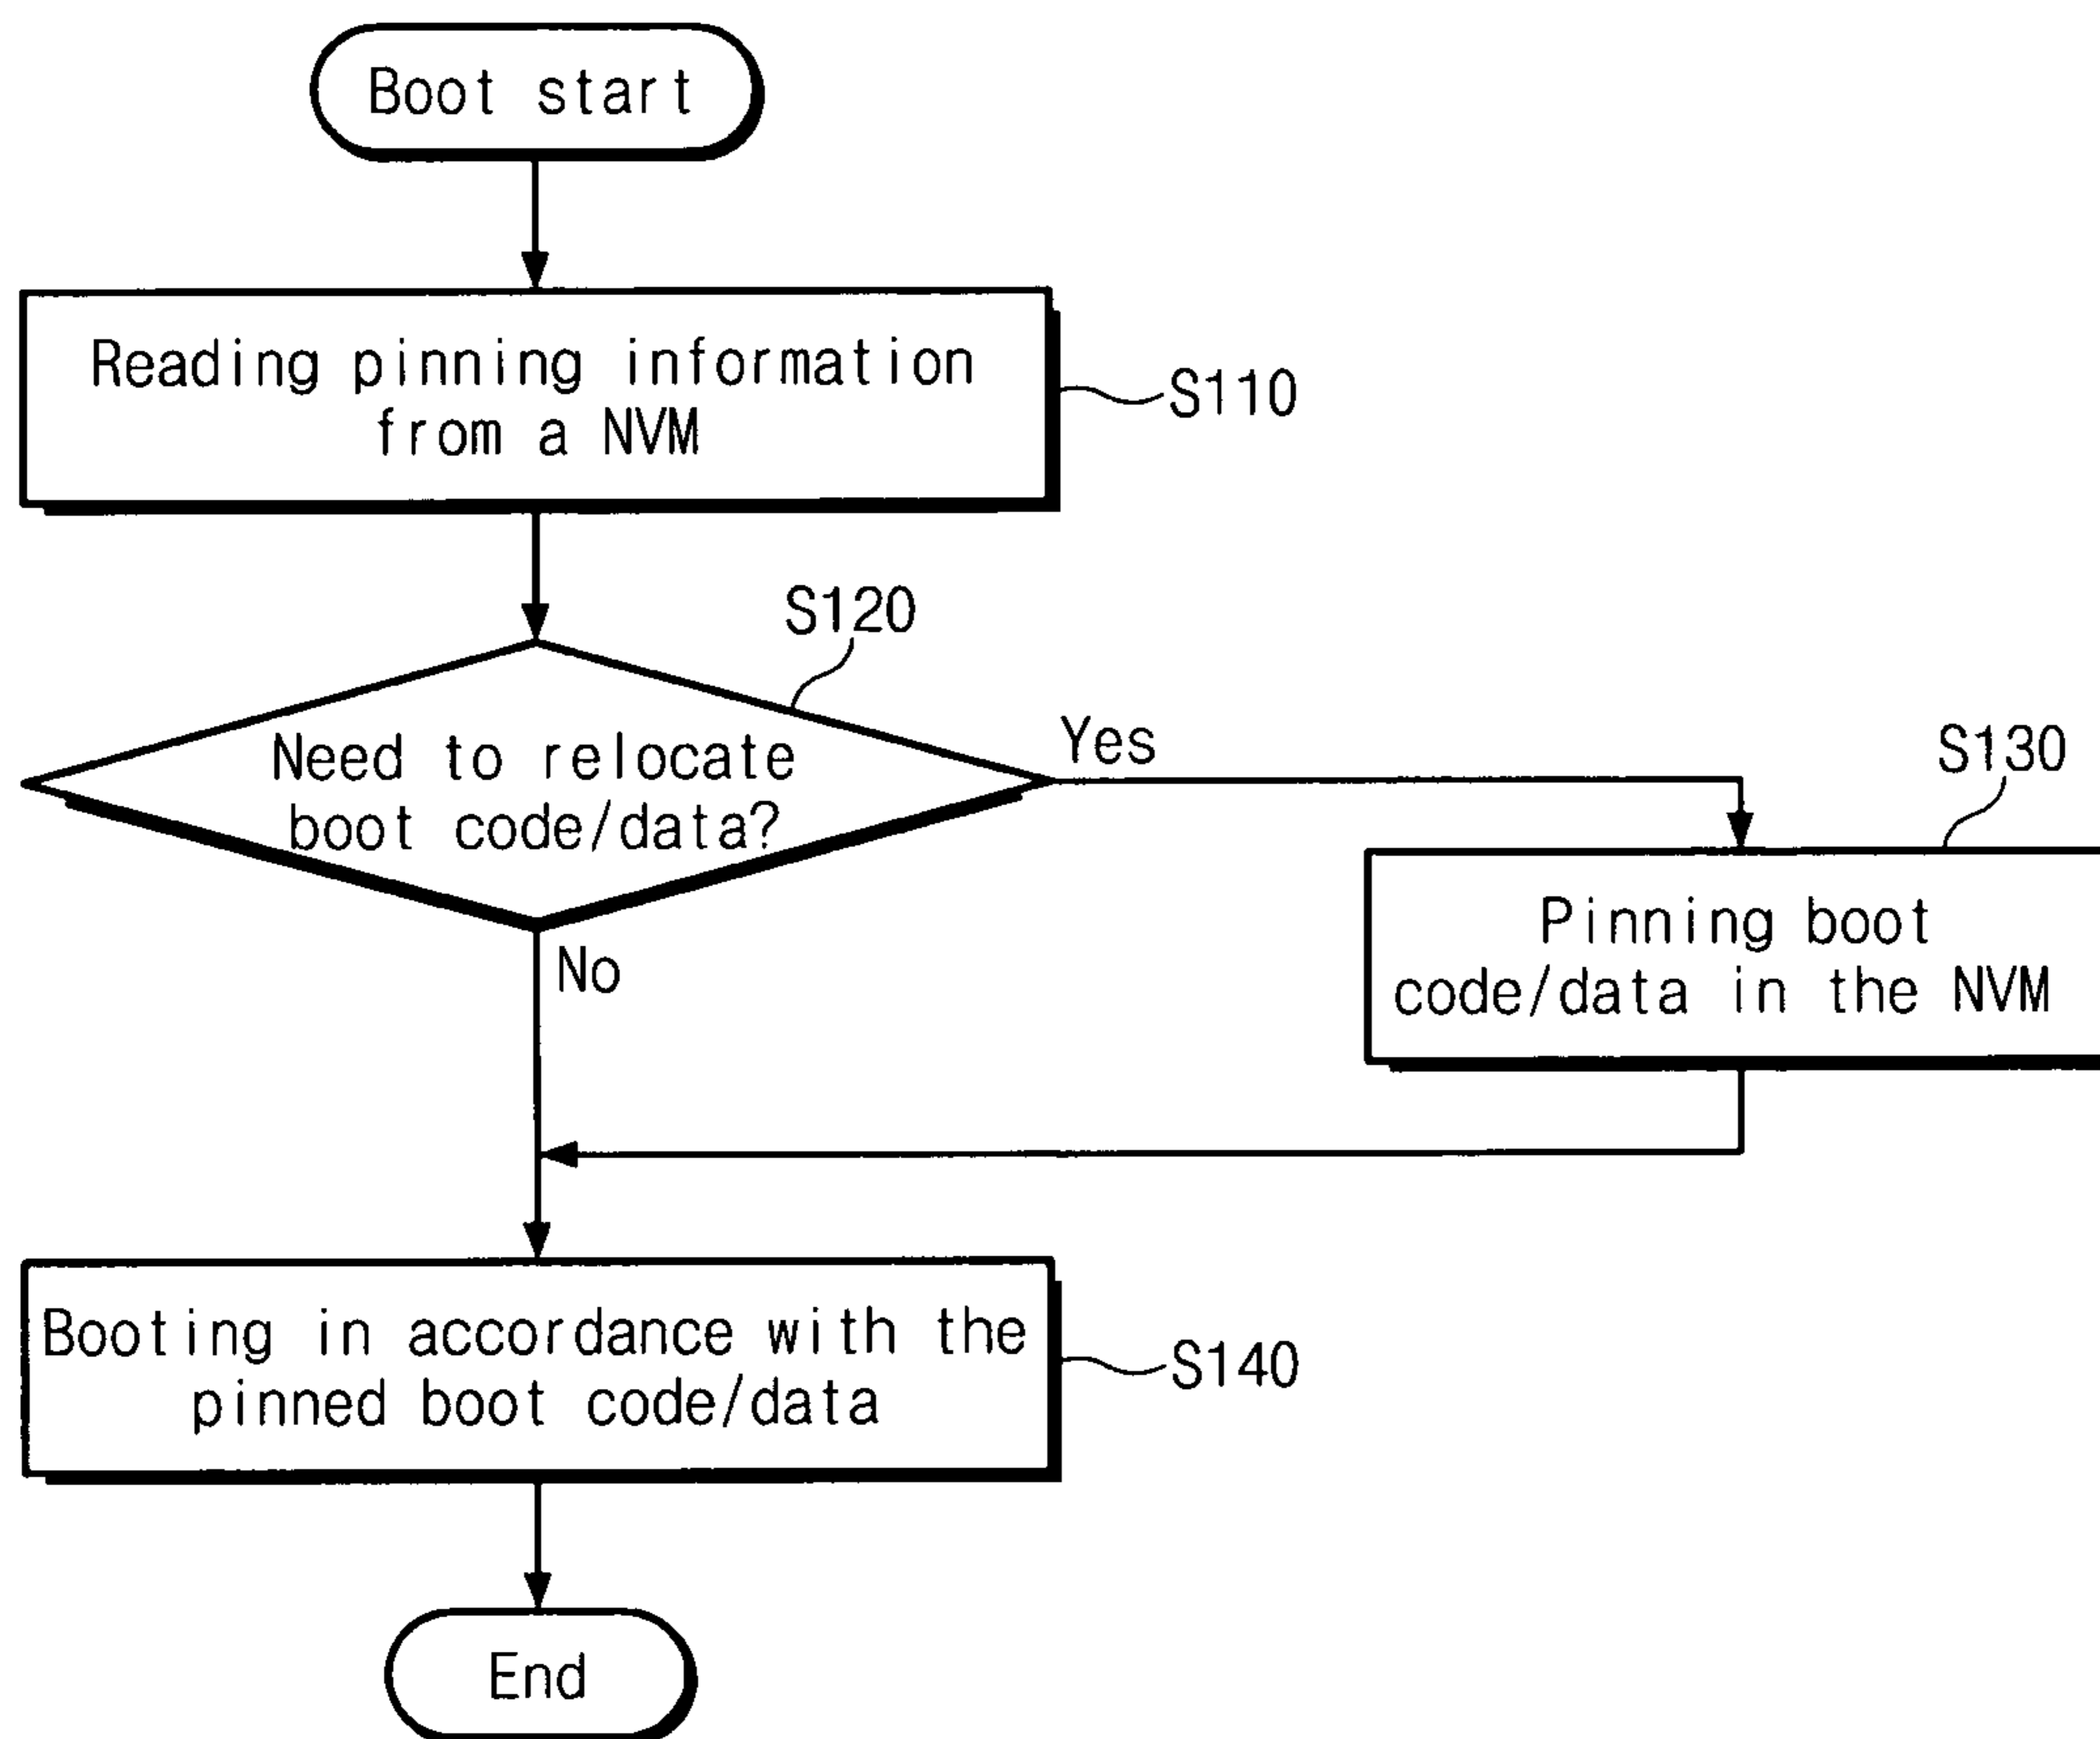 Boot start
Reading pinning information
from a NVM
S110
S120
Need to relocate
boot code/data?
Yes
No
S130
Pinning boot
code/data in the NVM
Booting in accordance with the
pinned boot code/data
S140
End